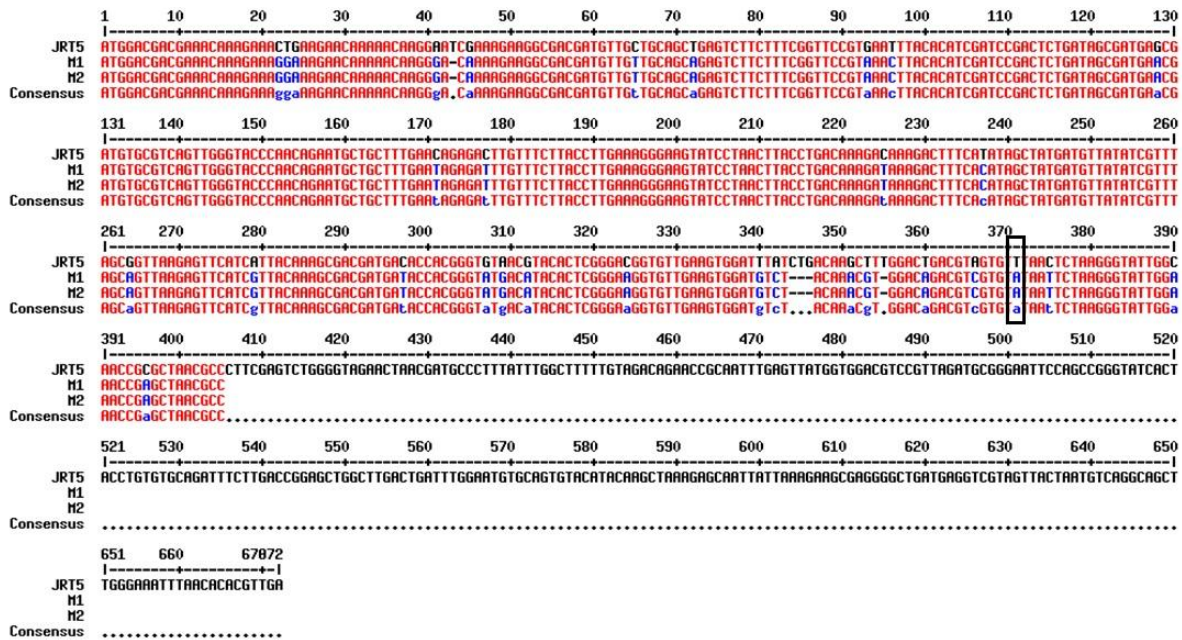 1 10 20 30 40 50 60 70 80 90 100 110 120 130
|--------+---------+---------+---------+---------+---------+---------+---------+---------+---------+---------+---------+---------|
JRT5 ATGGACGACGAAACAAAGAAACTGAAGAACAAAAACAAGGAATCGAAAGAAGGCGACGATGTTGCTGCAGCTGAGTCTTCTTTCGGTTCCGTGAATTTACACATCGATCCGACTCTGATAGCGATGAGCG
M1 ATGGACGACGAAACAAAGAAAGGAAAGAACAAAAACAAGGGA-CAAAAGAAGGCGACGATGTTGTTGCAGCAGAGTCTTCTTTCGGTTCCGTAAACTTACACATCGATCCGACTCTGATAGCGATGAACG
M2 ATGGACGACGAAACAAAGAAAGGAAAGAACAAAAACAAGGGA-CAAAAGAAGGCGACGATGTTGTTGCAGCAGAGTCTTCTTTCGGTTCCGTAAACTTACACATCGATCCGACTCTGATAGCGATGAACG
Consensus ATGGACGACGAAACAAAGAAAggaAAGAACAAAAACAAGGgA.CaAAAGAAGGCGACGATGTTGtTGCAGCaGAGTCTTCTTTCGGTTCCGTaAAcTTACACATCGATCCGACTCTGATAGCGATGAaCG
131 140 150 160 170 180 190 200 210 220 230 240 250 260
|--------+---------+---------+---------+---------+---------+---------+---------+---------+---------+---------+---------+---------|
JRT5 ATGTGCGTCAGTTGGGTACCCAACAGAATGCTGCTTTGAACAGAGACTTGTTTCTTACCTTGAAAGGGAAGTATCCTAACTTACCTGACAAAGACAAAGACTTTCATATAGCTATGATGTTATATCGTTT
M1 ATGTGCGTCAGTTGGGTACCCAACAGAATGCTGCTTTGAATAGAGATTTGTTTCTTACCTTGAAAGGGAAGTATCCTAACTTACCTGACAAAGATAAAGACTTTCACATAGCTATGATGTTATATCGTTT
M2 ATGTGCGTCAGTTGGGTACCCAACAGAATGCTGCTTTGAATAGAGATTTGTTTCTTACCTTGAAAGGGAAGTATCCTAACTTACCTGACAAAGATAAAGACTTTCACATAGCTATGATGTTATATCGTTT
Consensus ATGTGCGTCAGTTGGGTACCCAACAGAATGCTGCTTTGAAtAGAGAtTTGTTTCTTACCTTGAAAGGGAAGTATCCTAACTTACCTGACAAAGAtAAAGACTTTCAcATAGCTATGATGTTATATCGTTT
261 270 280 290 300 310 320 330 340 350 360 370 380 390
|--------+---------+---------+---------+---------+---------+---------+---------+---------+---------+---------+---------+---------|
JRT5 AGCGGTTAAGAGTTCATCATTACAAAGCGACGATGACACCACGGGTGTAACGTACACTCGGGACGGTGTTGAAGTGGATTTATCTGACAAGCTTTGGACTGACGTAGTGTTAACTCTAAGGGTATTGGC
M1 AGCAGTTAAGAGTTCATCGTTACAAAGCGACGATGATACCACGGGTATGACATACACTCGGGAAGGTGTTGAAGTGGATGTCT---ACAAACGT-GGACAGACGTCGTGTAAATTCTAAGGGTATTGGA
M2 AGCAGTTAAGAGTTCATCGTTACAAAGCGACGATGATACCACGGGTATGACATACACTCGGGAAGGTGTTGAAGTGGATGTCT---ACAAACGT-GGACAGACGTCGTGTAAATTCTAAGGGTATTGGA
Consensus AGCaGTTAAGAGTTCATCgTTACAAAGCGACGATGAtACCACGGGTaTgACaTACACTCGGGAaGGTGTTGAAGTGGATgTcT...ACAAaCgT.GGACaGACGTcGTGTaAAtTCTAAGGGTATTGGa
391 400 410 420 430 440 450 460 470 480 490 500 510 520
|--------+---------+---------+---------+---------+---------+---------+---------+---------+---------+---------+---------+---------|
JRT5 AACCGCGCTAACGCCCTTCGAGTCTGGGGTAGAACTAACGATGCCCTTTATTTGGCTTTTTGTAGACAGAACCGCAATTTGAGTTATGGTGGACGTCCGTTAGATGCGGGAATTCCAGCCGGGTATCACT
M1 AACCGAGCTAACGCC
M2 AACCGAGCTAACGCC
Consensus AACCGaGCTAACGCC...................................................................................................................
521 530 540 550 560 570 580 590 600 610 620 630 640 650
|--------+---------+---------+---------+---------+---------+---------+---------+---------+---------+---------+---------+---------|
JRT5 ACCTGTGTGCAGATTTCTTGACCGGAGCTGGCTTGACTGATTTGGAATGTGCAGTGTACATACAAGCTAAAGAGCAATTATTAAAGAAGCGAGGGGCTGATGAGGTCGTAGTTACTAATGTCAGGCAGCT
M1
M2
Consensus ..................................................................................................................................
651 660 67072
|--------+---------+-|
JRT5 TGGGAAATTTAACACACGTTGA
M1
M2
Consensus ......................